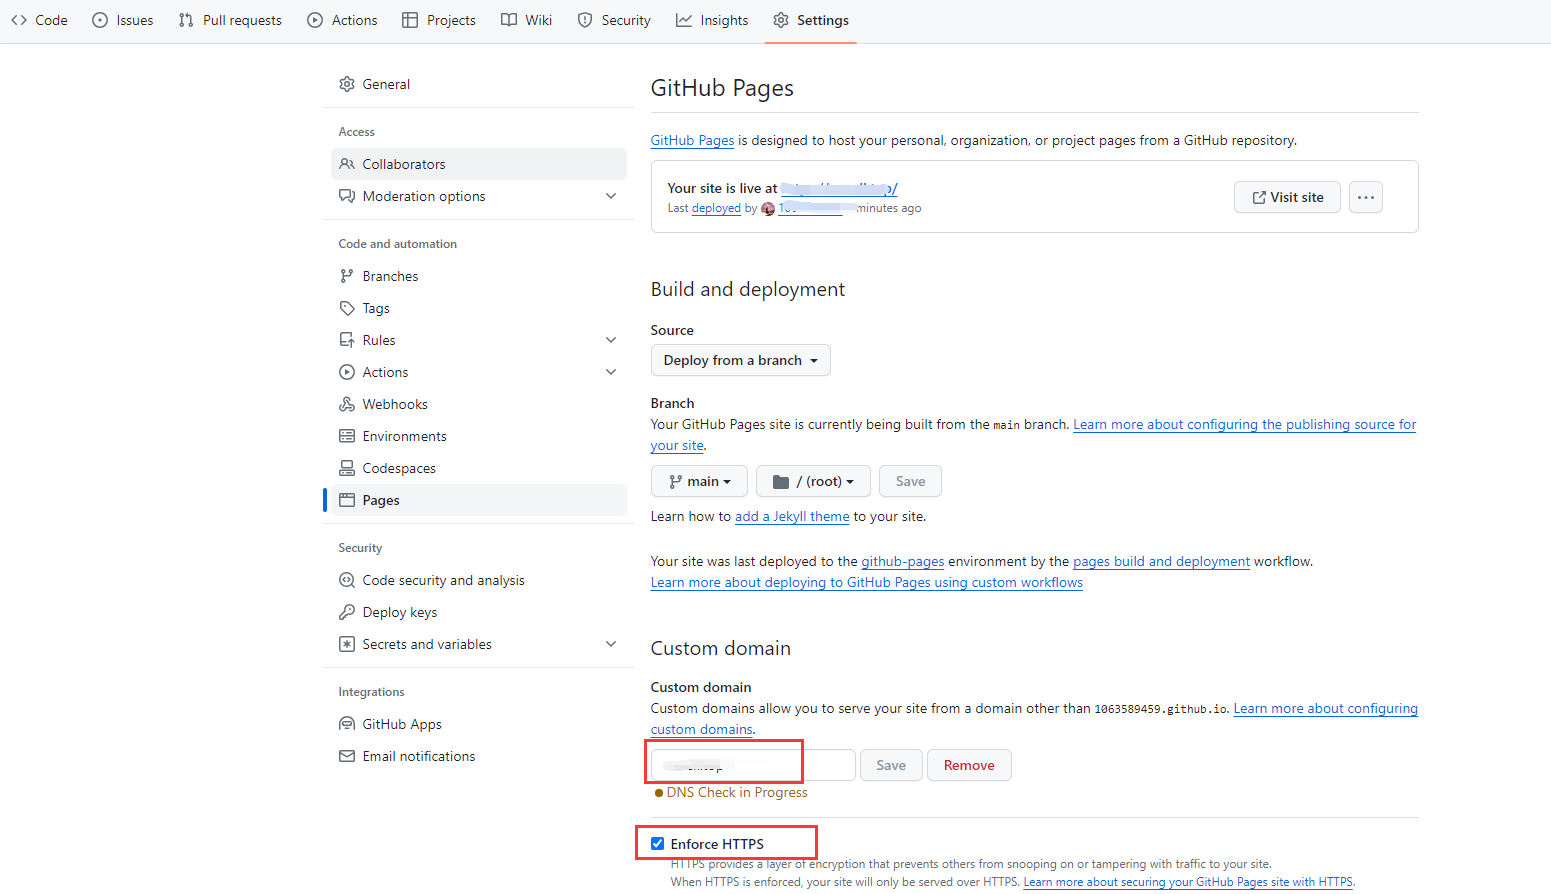 Code Issues Pull requests Actions Projects Wiki Security Insights Settings
General
Access
Collaborators
Moderation options
Code and automation
Branches
Tags
Rules
Actions
Webhooks
Environments
Codespaces
Pages
Security
Code security and analysis
Deploy keys
Secrets and variables
Integrations
GitHub Apps
Email notifications
GitHub Pages
GitHub Pages is designed to host your personal, organization, or project pages from a GitHub repository.
Your site is live at
Last deployed by minutes ago
Visit site
Build and deployment
Source
Deploy from a branch
Branch
Your GitHub Pages site is currently being built from the main branch. Learn more about configuring the publishing source for
your site.
main / (root) Save
Learn how to add a Jekyll theme to your site.
Your site was last deployed to the github-pages environment by the pages build and deployment workflow.
Learn more about deploying to GitHub Pages using custom workflows
Custom domain
Custom domain
Custom domains allow you to serve your site from a domain other than 1063589459.github.io. Learn more about configuring
custom domains.
Save Remove
DNS Check in Progress
Enforce HTTPS
HTTPS provides a layer of encryption that prevents others from snooping on or tampering with traffic to your site.
When HTTPS is enforced, your site will only be served over HTTPS. Learn more about securing your GitHub Pages site with HTTPS.